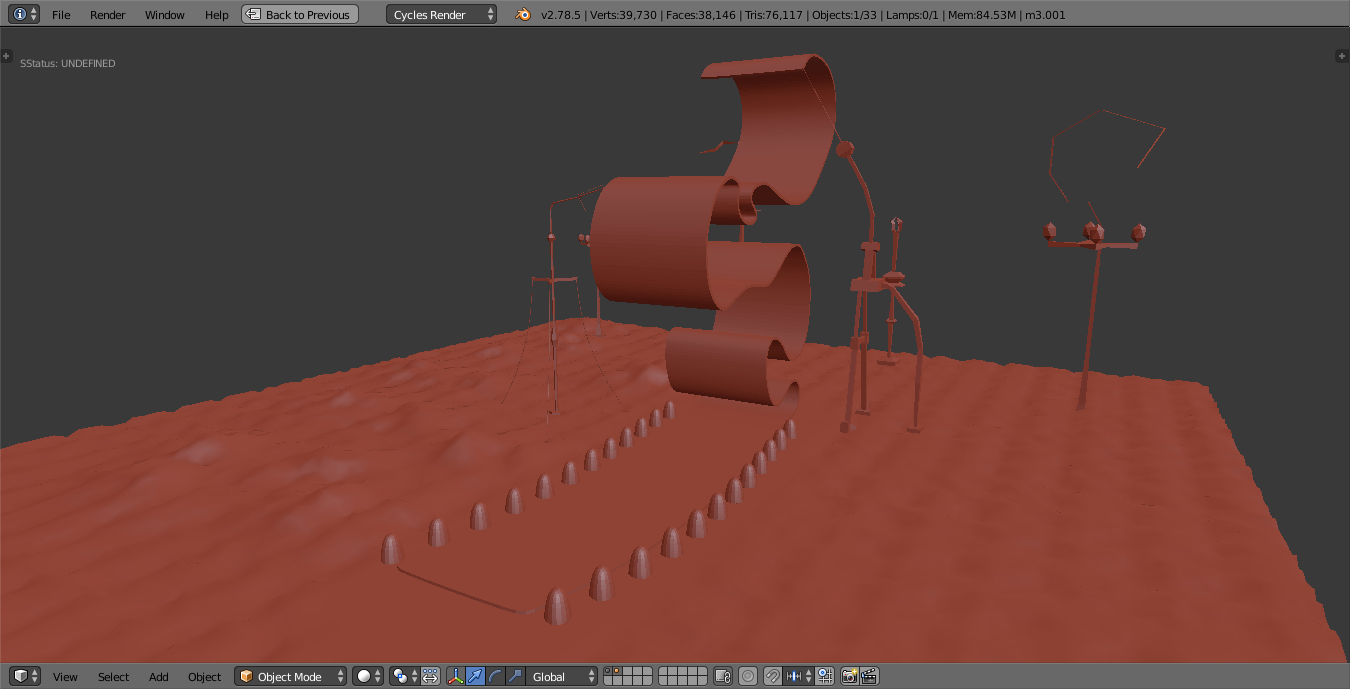 File Render Window Help Back to Previous Cycles Render v2.78.5 | Verts:39,730 | Faces:38,146 | Tris:76,117 | Objects:1/33 | Lamps:0/1 | Mem:84.53M | m3.001
SStatus: UNDEFINED
View Select Add Object Object Mode Global